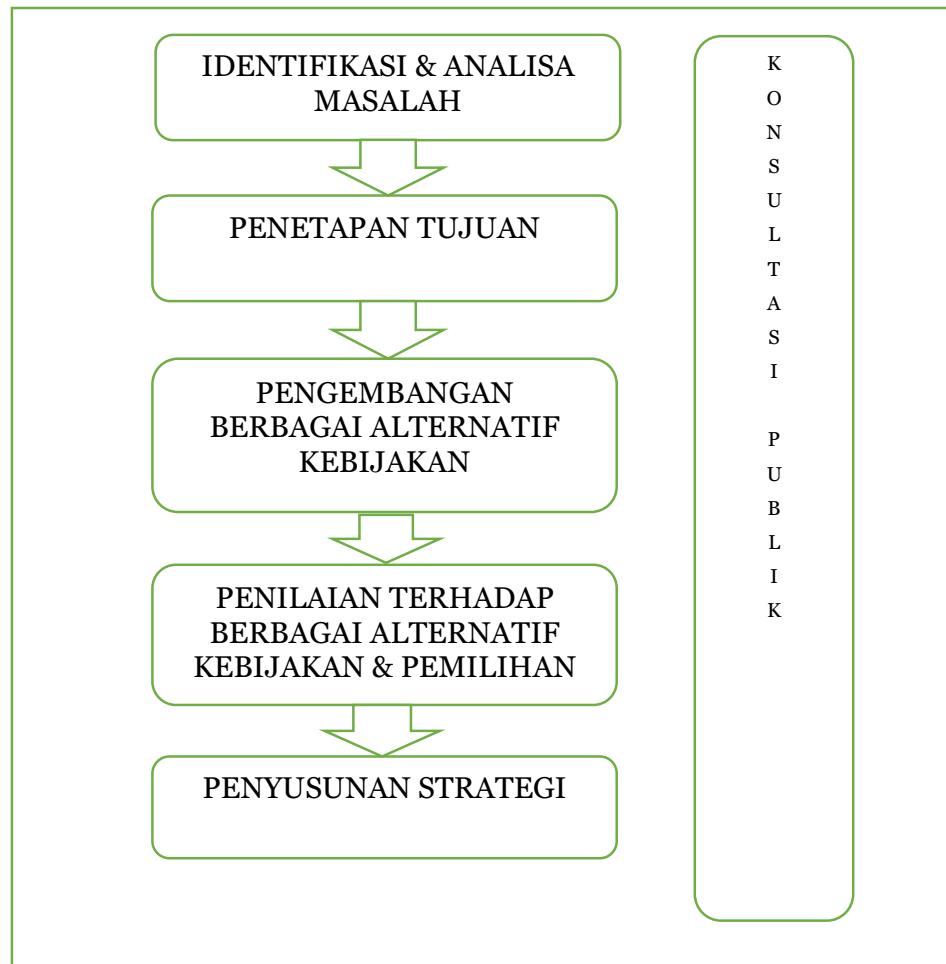 IDENTIFIKASI & ANALISA
MASALAH
PENETAPAN TUJUAN
PENGEMBANGAN
BERBAGAI ALTERNATIF
KEBIJAKAN
PENILAIAN TERHADAP
BERBAGAI ALTERNATIF
KEBIJAKAN & PEMILIHAN
PENYUSUNAN STRATEGI
K
O
N
S
U
L
T
A
S
I
P
U
B
L
I
K